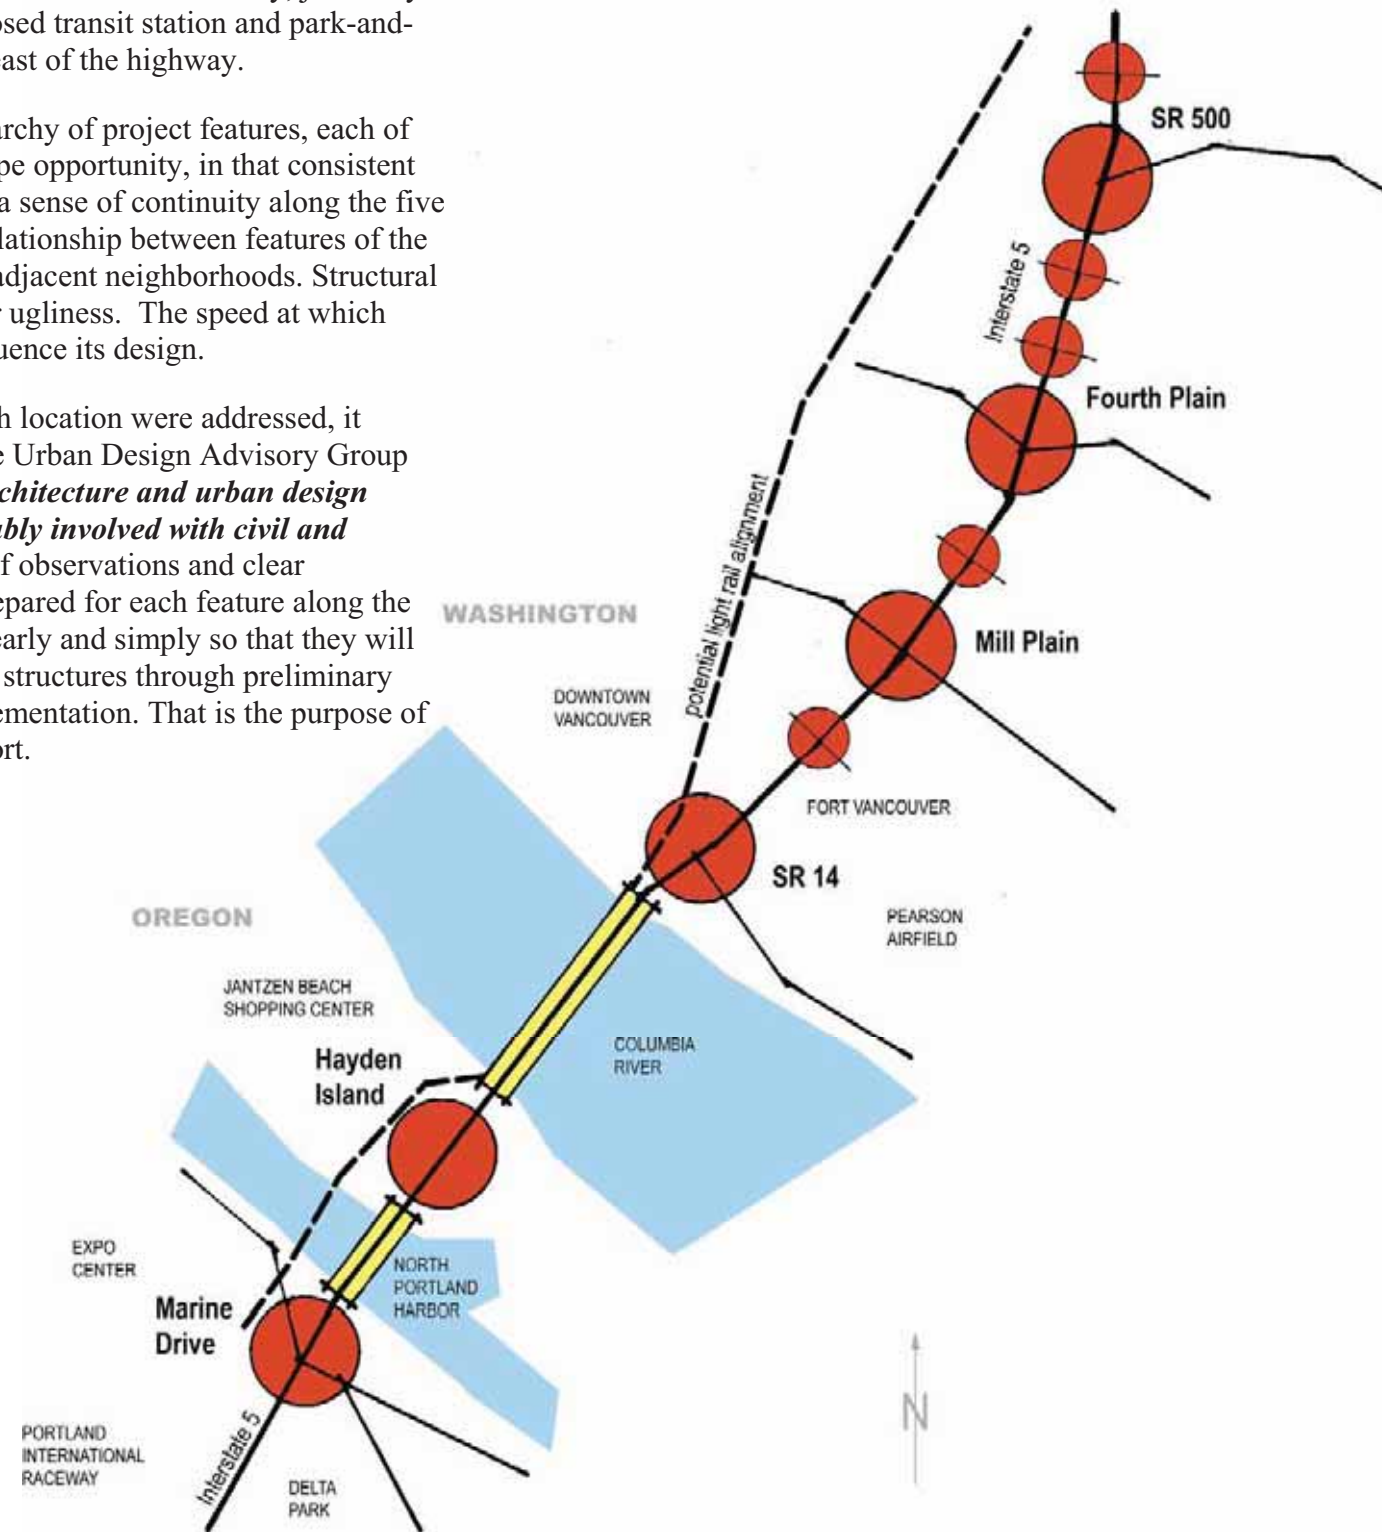 osed transit station and park-and-
east of the highway.
archy of project features, each of
pe opportunity, in that consistent
a sense of continuity along the five
lationship between features of the
adjacent neighborhoods. Structural
r ugliness.  The speed at which
uence its design.
h location were addressed, it
e Urban Design Advisory Group
chitecture and urban design
ably involved with civil and
f observations and clear
epared for each feature along the
early and simply so that they will
structures through preliminary
ementation. That is the purpose of
ort.
SR 500
Interstate 5
Fourth Plain
potential light rail alignment
WASHINGTON
Mill Plain
DOWNTOWN
VANCOUVER
FORT VANCOUVER
SR 14
OREGON
PEARSON
AIRFIELD
JANTZEN BEACH
SHOPPING CENTER
COLUMBIA
RIVER
Hayden
Island
EXPO
CENTER
NORTH
PORTLAND
HARBOR
Marine
Drive
PORTLAND
INTERNATIONAL
RACEWAY
Interstate 5
DELTA
PARK
N